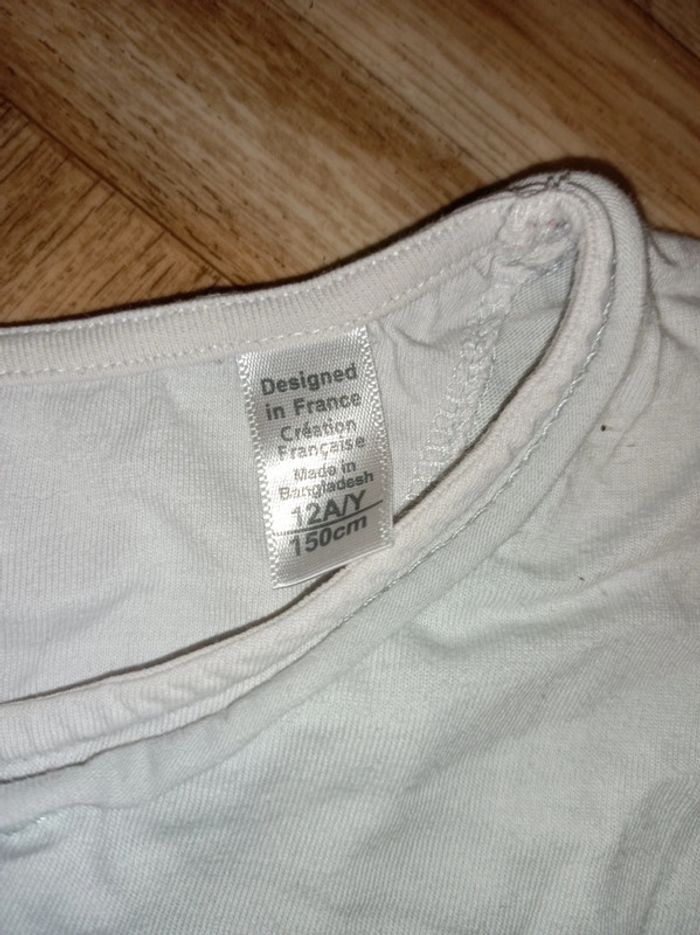 Designed
in France
Création
Française
Made in
Bangladesh
12A/Y
150cm